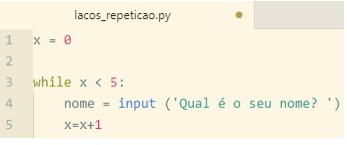 lacos_repeticao.py
1 x = 0
2
3 while x < 5:
4     nome = input ('Qual é o seu nome? ')
5     x=x+1